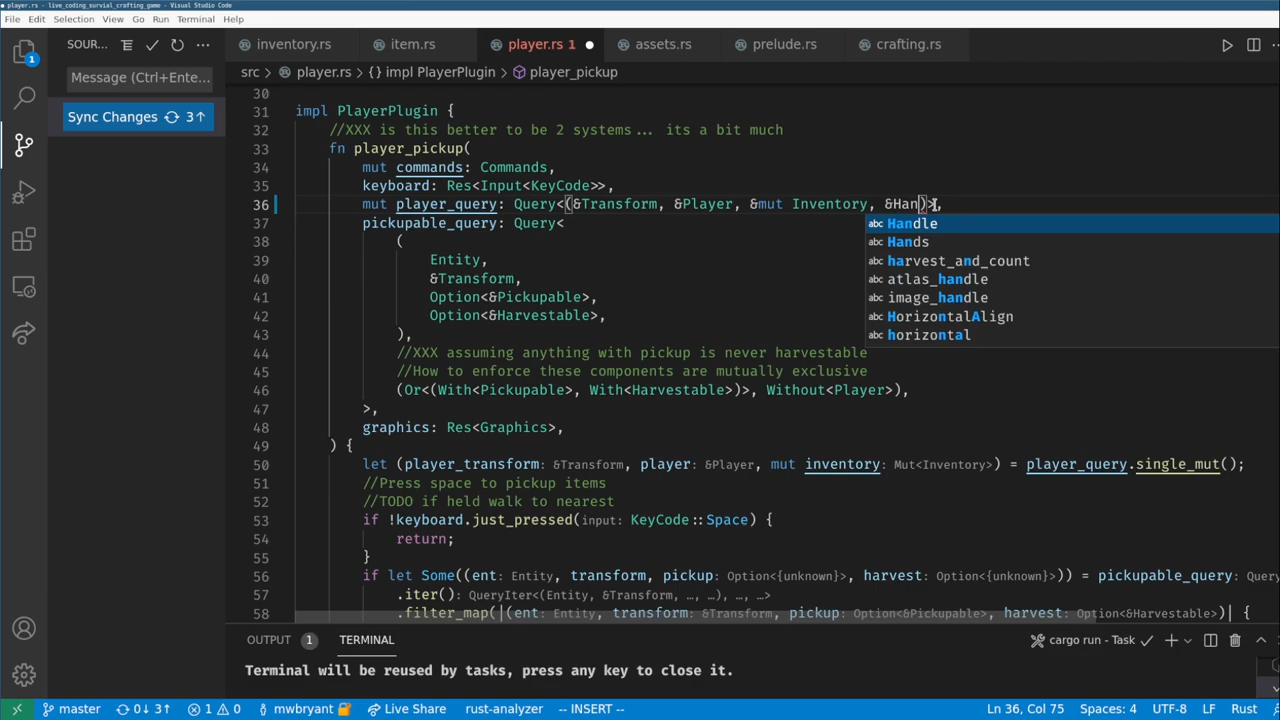 player.rs - live_coding_survial_crafting_game - Visual Studio Code
File Edit Selection View Go Run Terminal Help
SOUR... inventory.rs item.rs player.rs 1 assets.rs prelude.rs crafting.rs
src > player.rs > {} impl PlayerPlugin > player_pickup
Message (Ctrl+Ente...
Sync Changes 3↑
1
30
31 impl PlayerPlugin {
32 //XXX is this better to be 2 systems... its a bit much
33 fn player_pickup(
34 mut commands: Commands,
35 keyboard: Res<Input<KeyCode>>,
36 mut player_query: Query<(&Transform, &Player, &mut Inventory, &Han)>,
37 pickupable_query: Query<
38 (
39 Entity,
40 &Transform,
41 Option<&Pickupable>,
42 Option<&Harvestable>,
43 ),
44 //XXX assuming anything with pickup is never harvestable
45 //How to enforce these components are mutually exclusive
46 (Or<(With<Pickupable>, With<Harvestable>)>, Without<Player>),
47 >,
48 graphics: Res<Graphics>,
49 ) {
50 let (player_transform: &Transform, player: &Player, mut inventory: Mut<Inventory>) = player_query.single_mut();
51 //Press space to pickup items
52 //TODO if held walk to nearest
53 if !keyboard.just_pressed(input: KeyCode::Space) {
54 return;
55 }
56 if let Some((ent: Entity, transform, pickup: Option<{unknown}>, harvest: Option<{unknown}>)) = pickupable_query: Query
57 .iter(): QueryIter<(Entity, &Transform, …, …), …, …>
58 .filter_map(|(ent: Entity, transform: &Transform, pickup: Option<&Pickupable>, harvest: Option<&Harvestable>)| {
abc Handle
abc Hands
abc harvest_and_count
abc atlas_handle
abc image_handle
abc HorizontalAlign
abc horizontal
OUTPUT 1 TERMINAL cargo run - Task
Terminal will be reused by tasks, press any key to close it.
master 0↓ 3↑ 1 0 mwbryant Live Share rust-analyzer -- INSERT -- Ln 36, Col 75 Spaces: 4 UTF-8 LF Rust